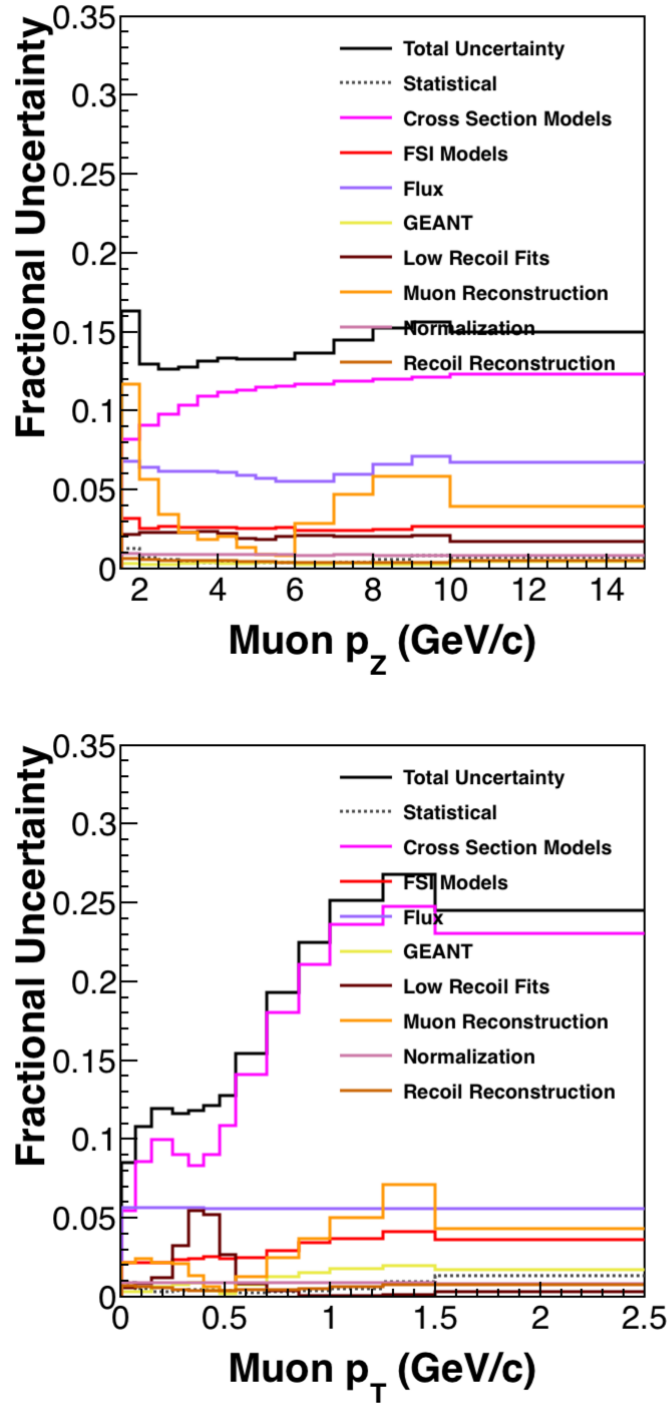 0.35
0.3
0.25
0.2
0.15
0.1
0.05
0
Fractional Uncertainty
Total Uncertainty
Statistical
Cross Section Models
FSI Models
Flux
GEANT
Low Recoil Fits
Muon Reconstruction
Normalization
Recoil Reconstruction
2 4 6 8 10 12 14
Muon pZ (GeV/c)
0.35
0.3
0.25
0.2
0.15
0.1
0.05
0
Fractional Uncertainty
Total Uncertainty
Statistical
Cross Section Models
FSI Models
Flux
GEANT
Low Recoil Fits
Muon Reconstruction
Normalization
Recoil Reconstruction
0 0.5 1 1.5 2 2.5
Muon pT (GeV/c)